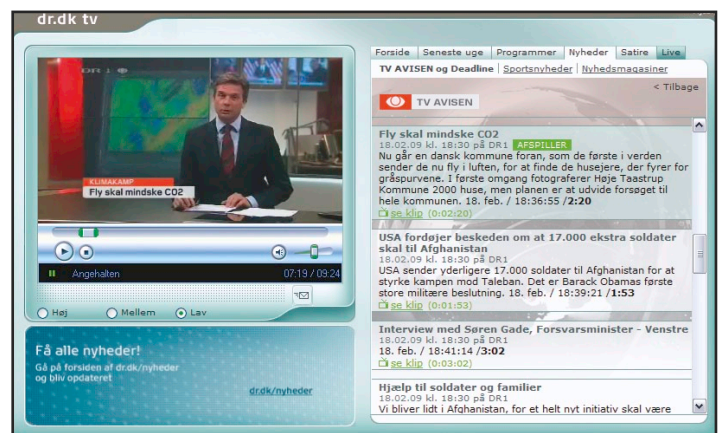 dr.dk tv
DR 1
KLIMAKAMP
Fly skal mindske CO2
Angehalten
07:19 / 09:24
Høj
Mellem
Lav
Få alle nyheder!
Gå på forsiden af dr.dk/nyheder
og bliv opdateret
dr.dk/nyheder
Forside Seneste uge Programmer Nyheder Satire Live
TV AVISEN og Deadline | Sportsnyheder | Nyhedsmagasiner
< Tilbage
TV AVISEN
Fly skal mindske CO2
18.02.09 kl. 18:30 på DR1 AFSPILLER
Nu går en dansk kommune foran, som de første i verden
sender de nu fly i luften, for at finde de husejere, der fyrer for
gråspurvene. I første omgang fotograferer Høje Taastrup
Kommune 2000 huse, men planen er at udvide forsøget til
hele kommunen. 18. feb. / 18:36:55 /2:20
se klip (0:02:20)
USA fordøjer beskeden om at 17.000 ekstra soldater
skal til Afghanistan
18.02.09 kl. 18:30 på DR1
USA sender yderligere 17.000 soldater til Afghanistan for at
styrke kampen mod Taleban. Det er Barack Obamas første
store militære beslutning. 18. feb. / 18:39:21 /1:53
se klip (0:01:53)
Interview med Søren Gade, Forsvarsminister - Venstre
18.02.09 kl. 18:30 på DR1
18. feb. / 18:41:14 /3:02
se klip (0:03:02)
Hjælp til soldater og familier
18.02.09 kl. 18:30 på DR1
Vi bliver lidt i Afghanistan, for et helt nyt initiativ skal være